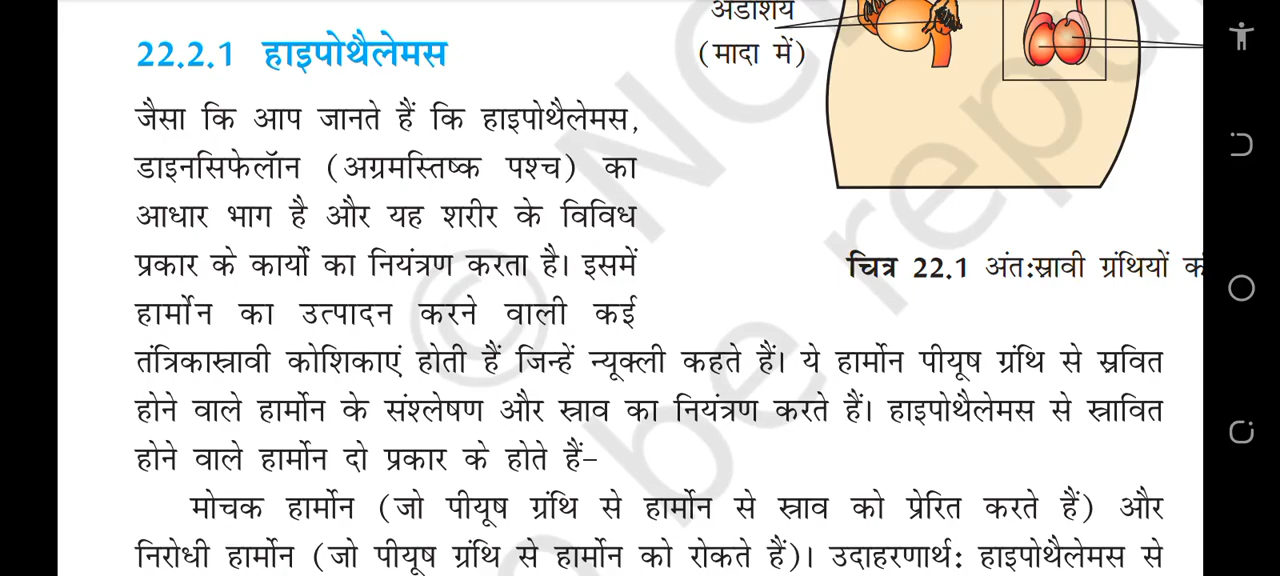 अंडाशय
(मादा में)
22.2.1 हाइपोथैलेमस
जैसा कि आप जानते हैं कि हाइपोथैलेमस,
डाइनसिफेलॉन (अग्रमस्तिष्क पश्च) का
आधार भाग है और यह शरीर के विविध
प्रकार के कार्यों का नियंत्रण करता है। इसमें
हार्मोन का उत्पादन करने वाली कई
तंत्रिकास्रावी कोशिकाएं होती हैं जिन्हें न्यूक्ली कहते हैं। ये हार्मोन पीयूष ग्रंथि से स्रवित
होने वाले हार्मोन के संश्लेषण और स्राव का नियंत्रण करते हैं। हाइपोथैलेमस से स्रावित
होने वाले हार्मोन दो प्रकार के होते हैं-
मोचक हार्मोन (जो पीयूष ग्रंथि से हार्मोन से स्राव को प्रेरित करते हैं) और
निरोधी हार्मोन (जो पीयूष ग्रंथि से हार्मोन को रोकते हैं)। उदाहरणार्थ: हाइपोथैलेमस से
चित्र 22.1 अंत:स्रावी ग्रंथियों